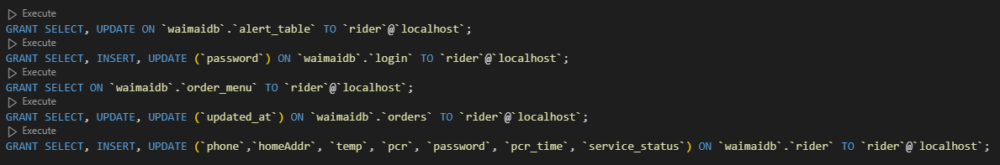 Execute
GRANT SELECT, UPDATE ON `waimaidb`.`alert_table` TO `rider`@`localhost`;
Execute
GRANT SELECT, INSERT, UPDATE (`password`) ON `waimaidb`.`login` TO `rider`@`localhost`;
Execute
GRANT SELECT ON `waimaidb`.`order_menu` TO `rider`@`localhost`;
Execute
GRANT SELECT, UPDATE, UPDATE (`updated_at`) ON `waimaidb`.`orders` TO `rider`@`localhost`;
Execute
GRANT SELECT, INSERT, UPDATE (`phone`,`homeAddr`, `temp`, `pcr`, `password`, `pcr_time`, `service_status`) ON `waimaidb`.`rider` TO `rider`@`localhost`;